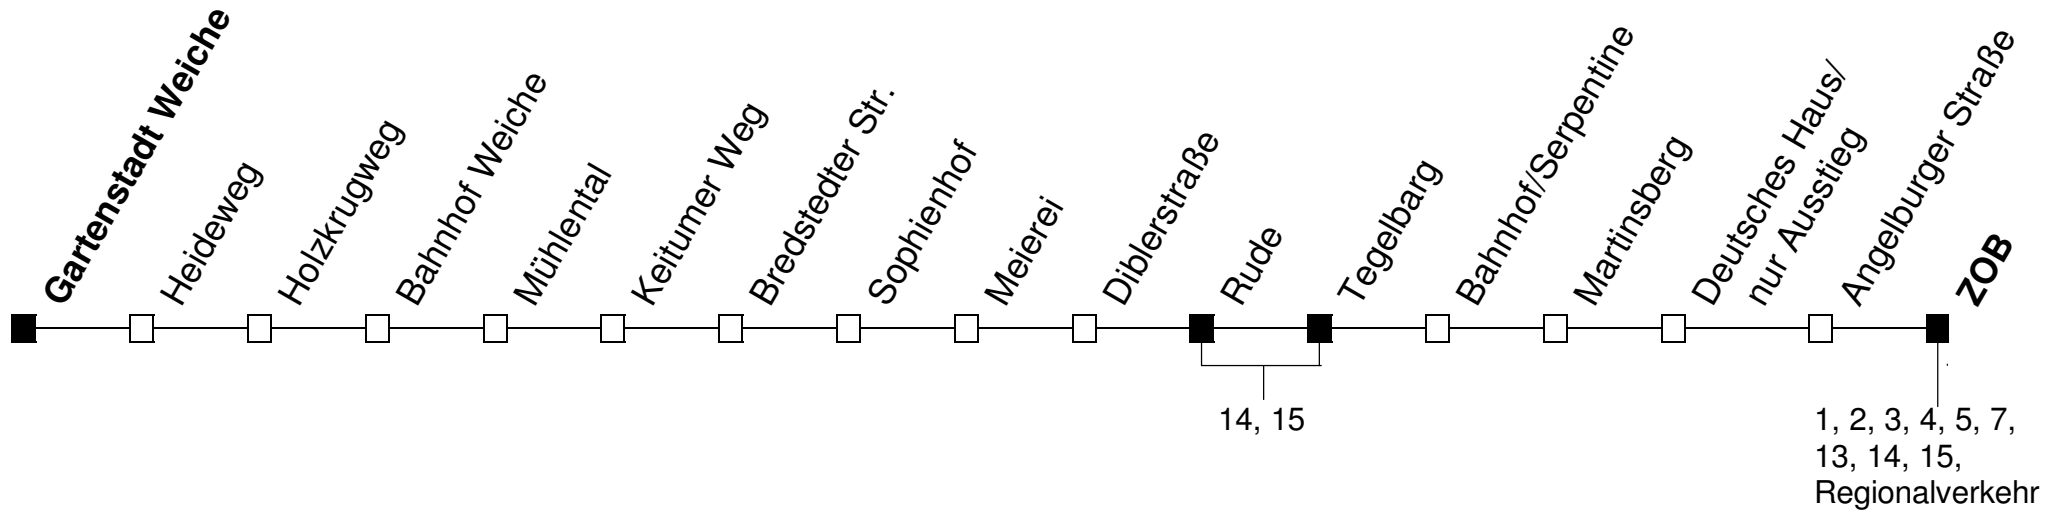 Gartenstadt Weiche
Heideweg
Holzkrugweg
Bahnhof Weiche
Mühlental
Keitumer Weg
Bredstedter Str.
Sophienhof
Meierei
Diblerstraße
Rude
Tegelbarg
Bahnhof/Serpentine
Martinsberg
Deutsches Haus/
nur Ausstieg
Angelburger Straße
ZOB
14, 15
1, 2, 3, 4, 5, 7,
13, 14, 15,
Regionalverkehr